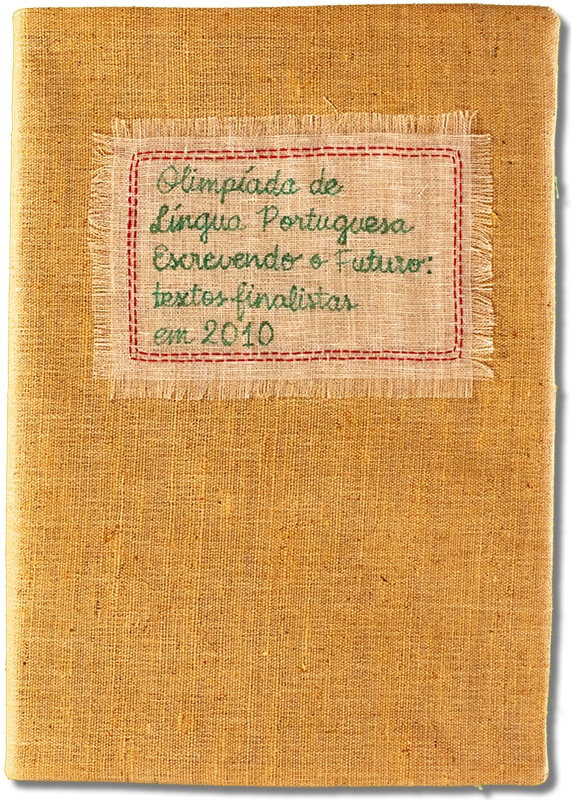 Olimpíada de
Língua Portuguesa
Escrevendo o Futuro:
textos finalistas
em 2010